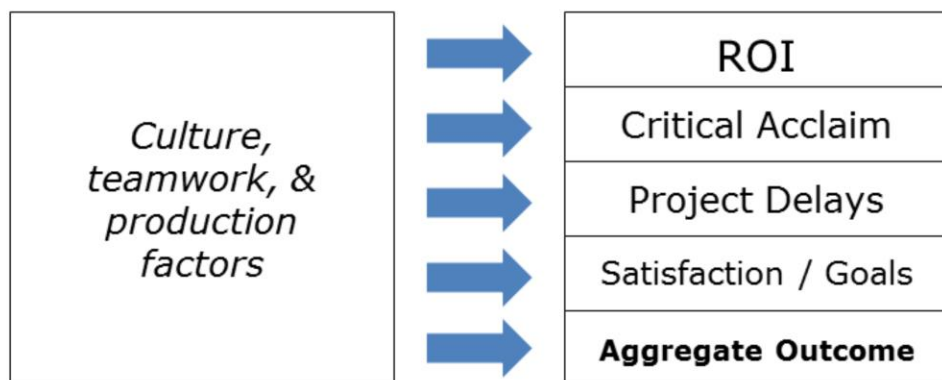 Culture,
teamwork, &
production
factors
ROI
Critical Acclaim
Project Delays
Satisfaction / Goals
Aggregate Outcome